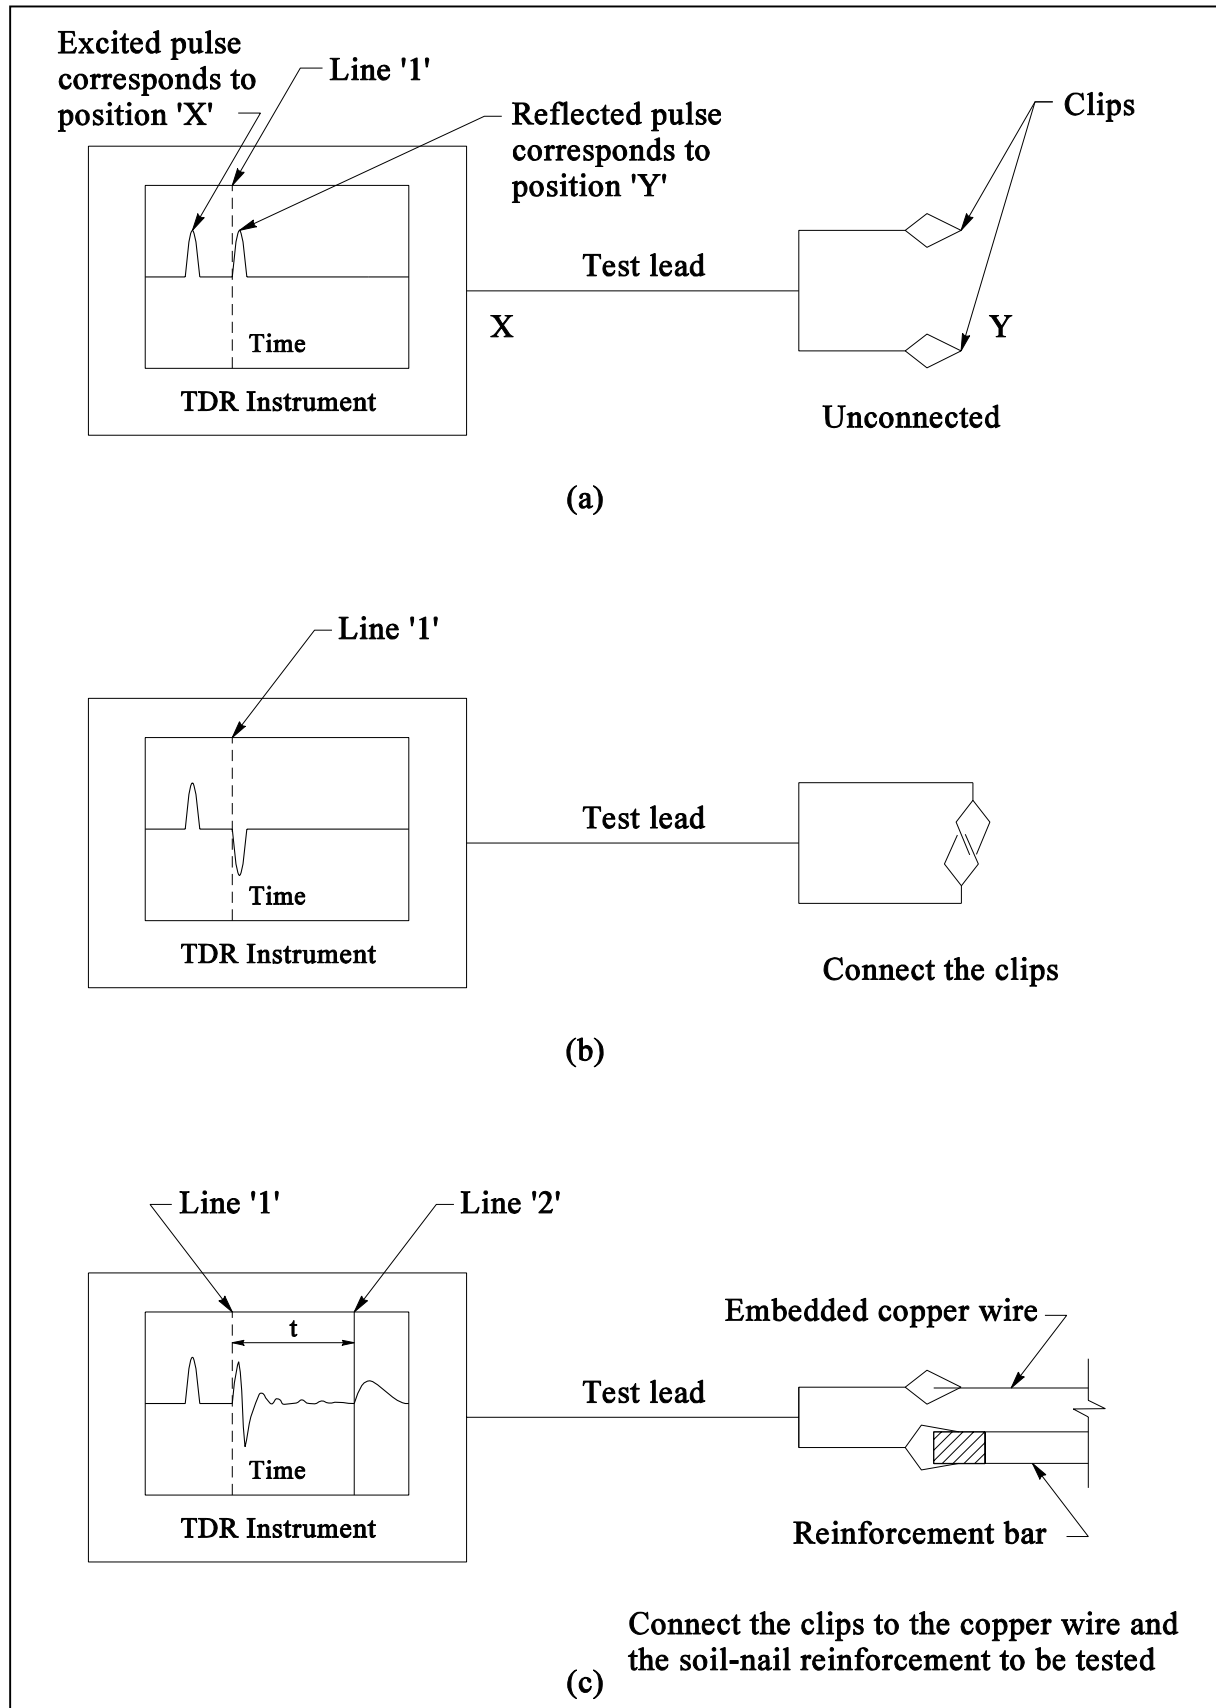 Excited pulse
corresponds to
position 'X'
Line '1'
Reflected pulse
corresponds to
position 'Y'
Clips
Test lead
X
Y
Time
TDR Instrument
Unconnected
(a)
Line '1'
Test lead
Time
TDR Instrument
Connect the clips
(b)
Line '1'
Line '2'
t
Embedded copper wire
Test lead
Time
TDR Instrument
Reinforcement bar
Connect the clips to the copper wire and
the soil-nail reinforcement to be tested
(c)